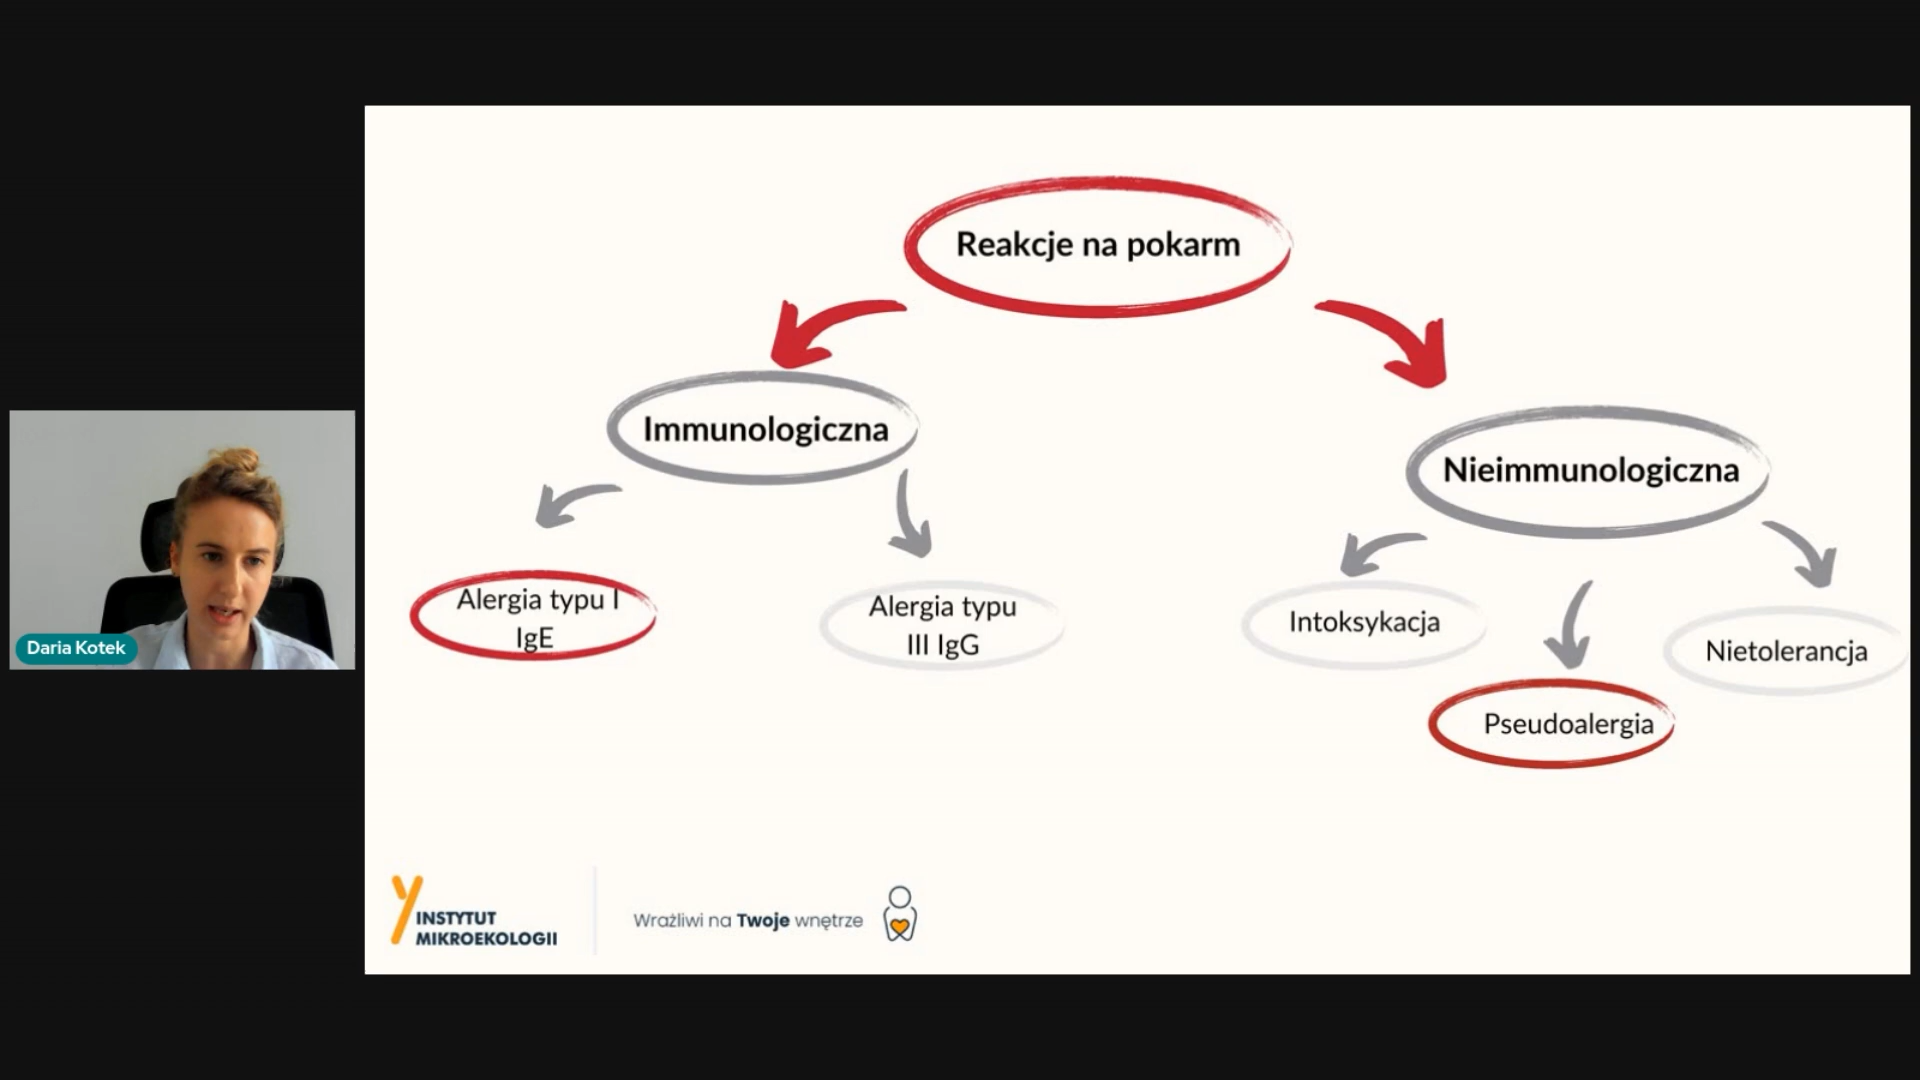 Reakcje na pokarm
Immunologiczna
Nieimmunologiczna
Alergia typu I
IgE
Alergia typu
III IgG
Intoksykacja
Pseudoalergia
Nietolerancja
Daria Kotek
INSTYTUT
MIKROEKOLOGII
Wrażliwi na Twoje wnętrze